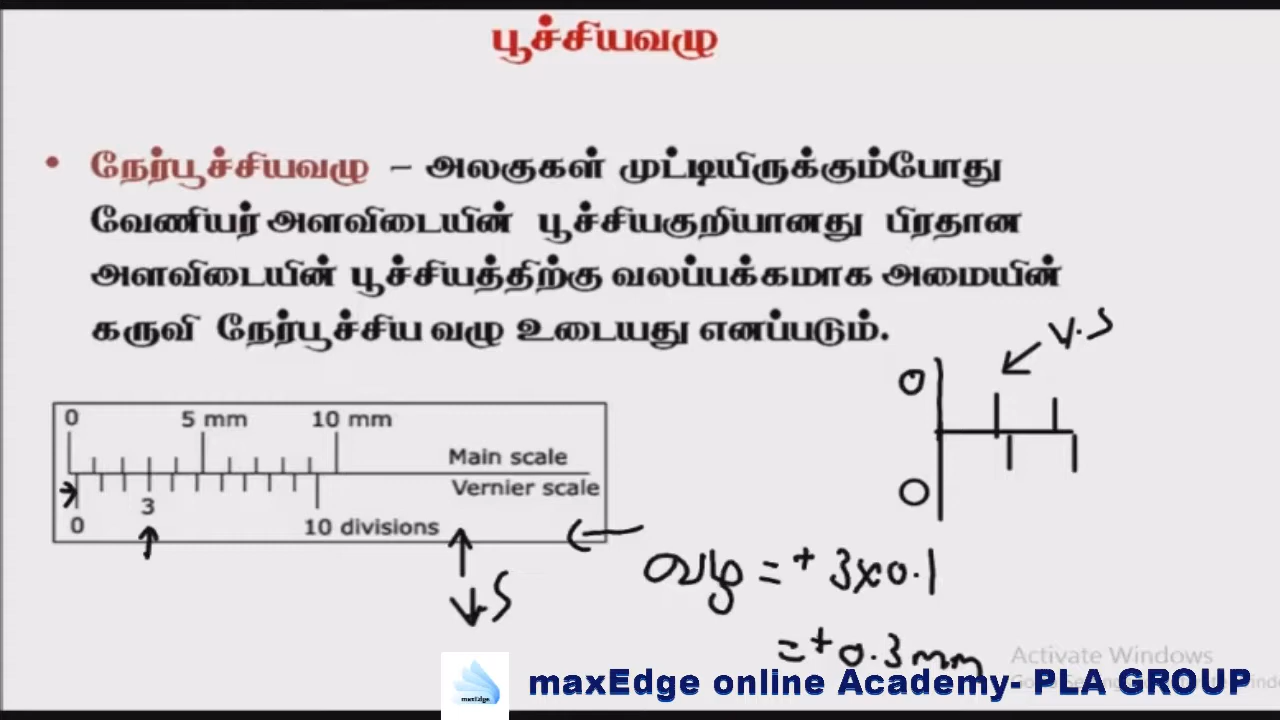 பூச்சியவழு
• நேர்பூச்சியவழு – அலகுகள் முட்டியிருக்கும்போது
வேணியர் அளவிடையின் பூச்சியகுறியானது பிரதான
அளவிடையின் பூச்சியத்திற்கு வலப்பக்கமாக அமையின்
கருவி நேர்பூச்சிய வழு உடையது எனப்படும்.
V.S
0
0
0 5 mm 10 mm
Main scale
Vernier scale
3
0 10 divisions
வழு = + 3x0.1
= + 0.3 mm
S
Activate Windows
maxEdge
maxEdge online Academy- PLA GROUP